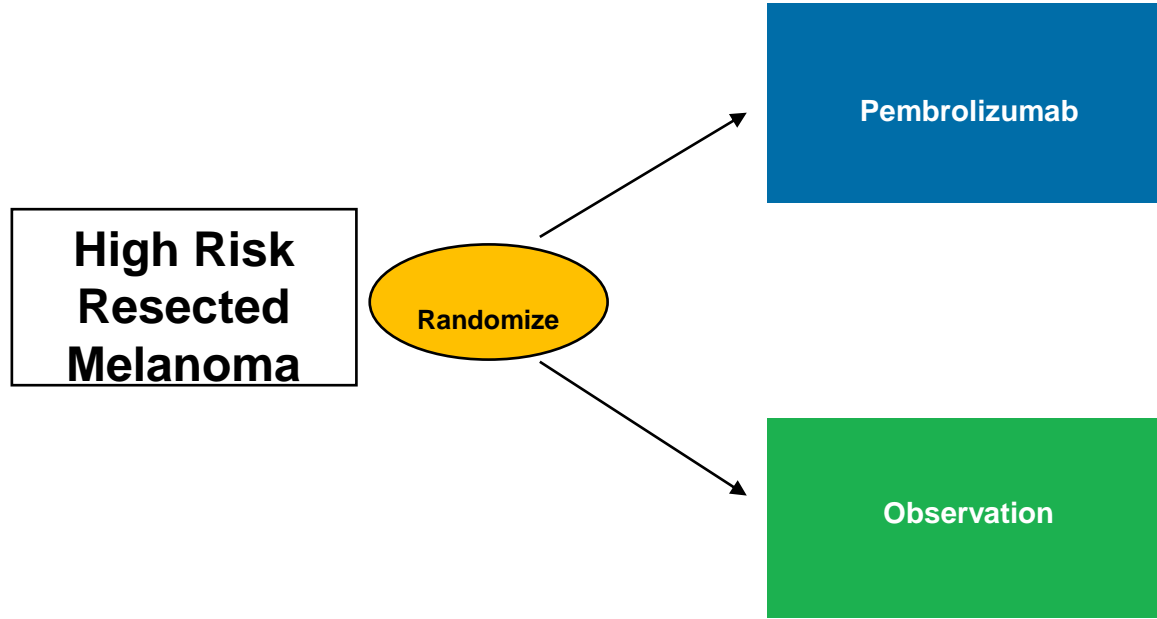 High Risk
Resected
Melanoma
Randomize
Pembrolizumab
Observation